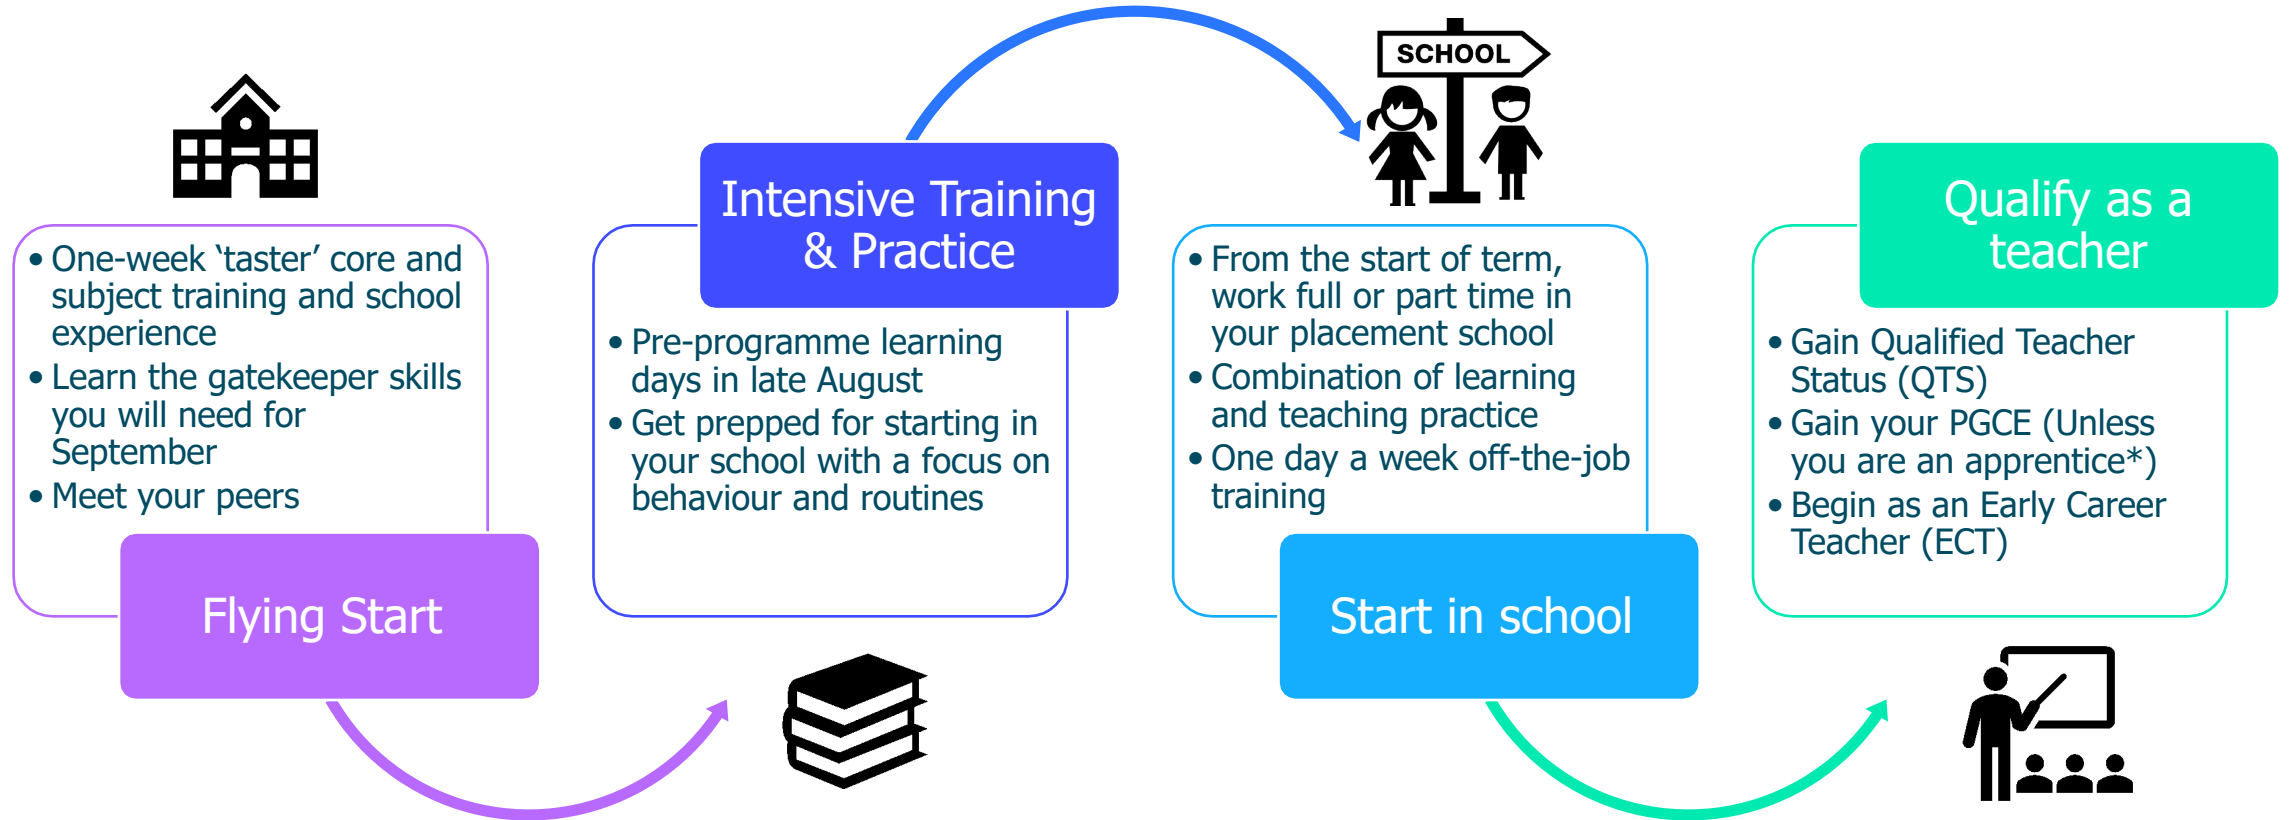 • One-week ‘taster’ core and
subject training and school
experience
• Learn the gatekeeper skills
you will need for
September
• Meet your peers
Flying Start
Intensive Training
& Practice
• Pre-programme learning
days in late August
• Get prepped for starting in
your school with a focus on
behaviour and routines
SCHOOL
• From the start of term,
work full or part time in
your placement school
• Combination of learning
and teaching practice
• One day a week off-the-job
training
Start in school
Qualify as a
teacher
• Gain Qualified Teacher
Status (QTS)
• Gain your PGCE (Unless
you are an apprentice*)
• Begin as an Early Career
Teacher (ECT)